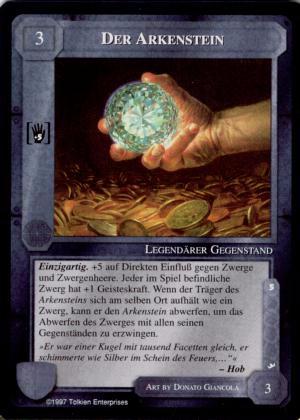 3
DER ARKENSTEIN
5
LEGENDÄRER GEGENSTAND
Einzigartig. +5 auf Direkten Einfluß gegen Zwerge
und Zwergenheere. Jeder im Spiel befindliche
Zwerg hat +1 Geisteskraft. Wenn der Träger des
Arkensteins sich am selben Ort aufhält wie ein
Zwerg, kann er den Arkenstein abwerfen, um das
Abwerfen des Zwerges mit allen seinen
Gegenständen zu erzwingen.
»Er war einer Kugel mit tausend Facetten gleich, er
schimmerte wie Silber im Schein des Feuers,…"«
– Hob
5
ART BY DONATO GIANCOLA
3
©1997 Tolkien Enterprises